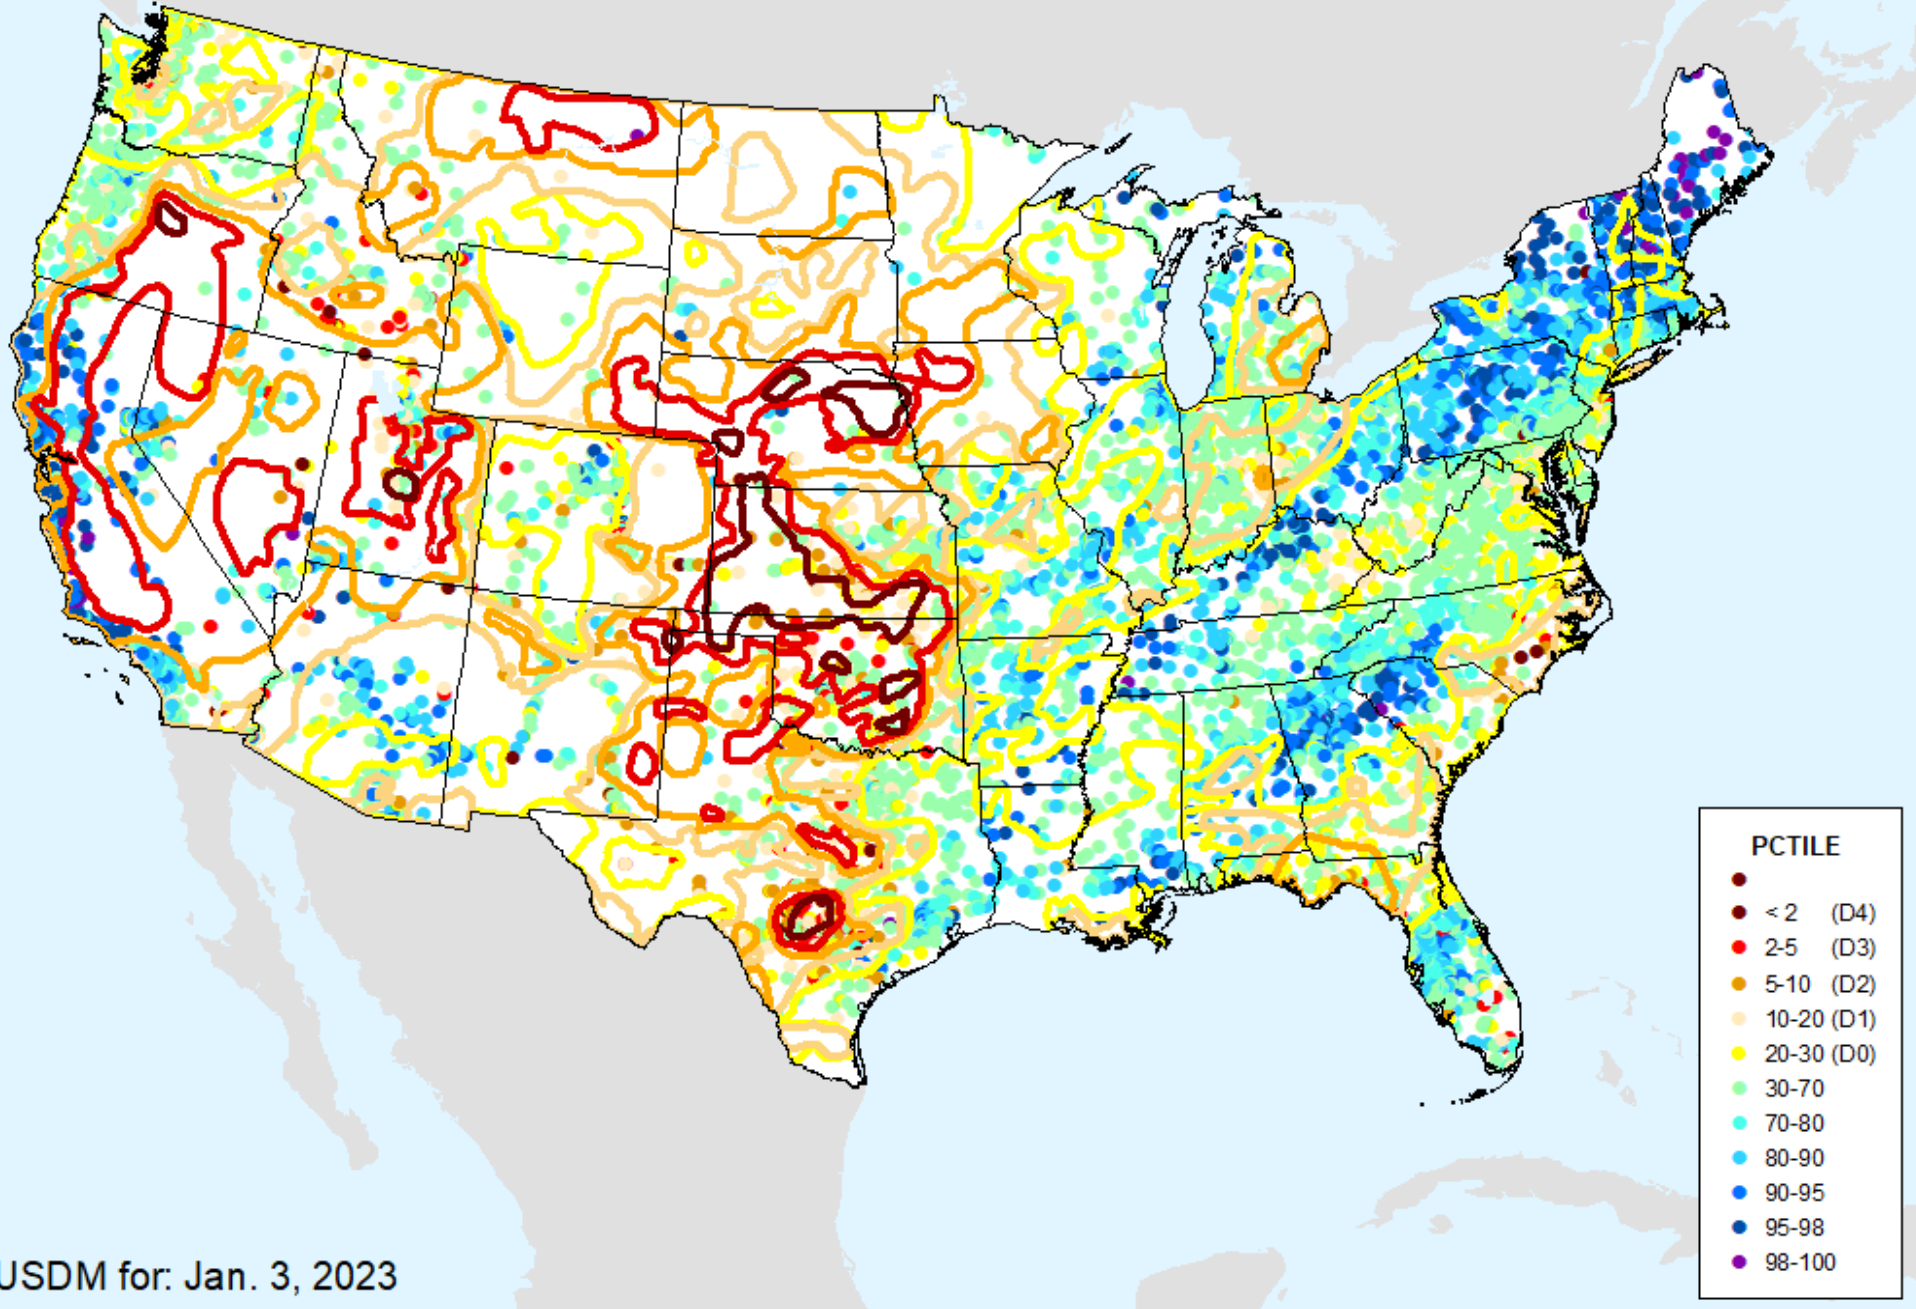 PCTILE
< 2 (D4)
2-5 (D3)
5-10 (D2)
10-20 (D1)
20-30 (D0)
30-70
70-80
80-90
90-95
95-98
98-100
USDM for: Jan. 3, 2023